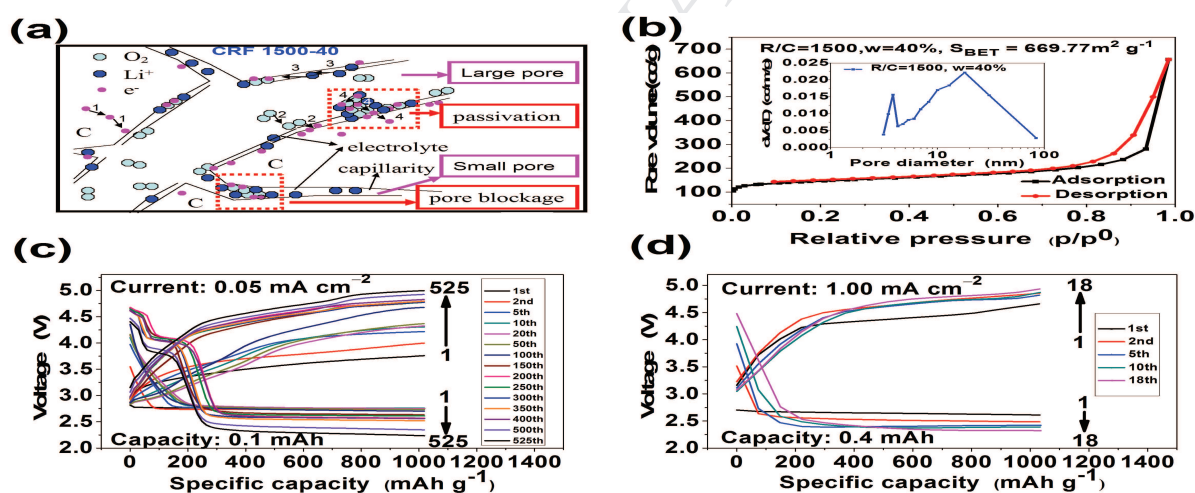 (a)
CRF 1500-40
O2
Li+
e-
C
C
C
1
1
2
2
3
3
4
4
Large pore
passivation
electrolyte
capillarity
Small pore
pore blockage
(b)
R/C=1500, w=40%, SBET = 669.77m² g⁻¹
Pore volume
700
600
500
400
300
200
100
0.0 0.2 0.4 0.6 0.8 1.0
Relative pressure (p/p⁰)
Adsorption
Desorption
R/C=1500, w=40%
0.025
0.020
0.015
0.010
0.005
0.000
1 10 100
Pore diameter (nm)
(c)
Current: 0.05 mA cm⁻²
Capacity: 0.1 mAh
Voltage (V)
5.0
4.5
4.0
3.5
3.0
2.5
2.0
0 200 400 600 800 1000 1200 1400
Specific capacity (mAh g⁻¹)
525
1
1
525
1st
2nd
5th
10th
20th
50th
100th
150th
200th
250th
300th
350th
400th
500th
525th
(d)
Current: 1.00 mA cm⁻²
Capacity: 0.4 mAh
Voltage (V)
5.0
4.5
4.0
3.5
3.0
2.5
2.0
0 200 400 600 800 1000 1200 1400
Specific capacity (mAh g⁻¹)
18
1
1
18
1st
2nd
5th
10th
18th